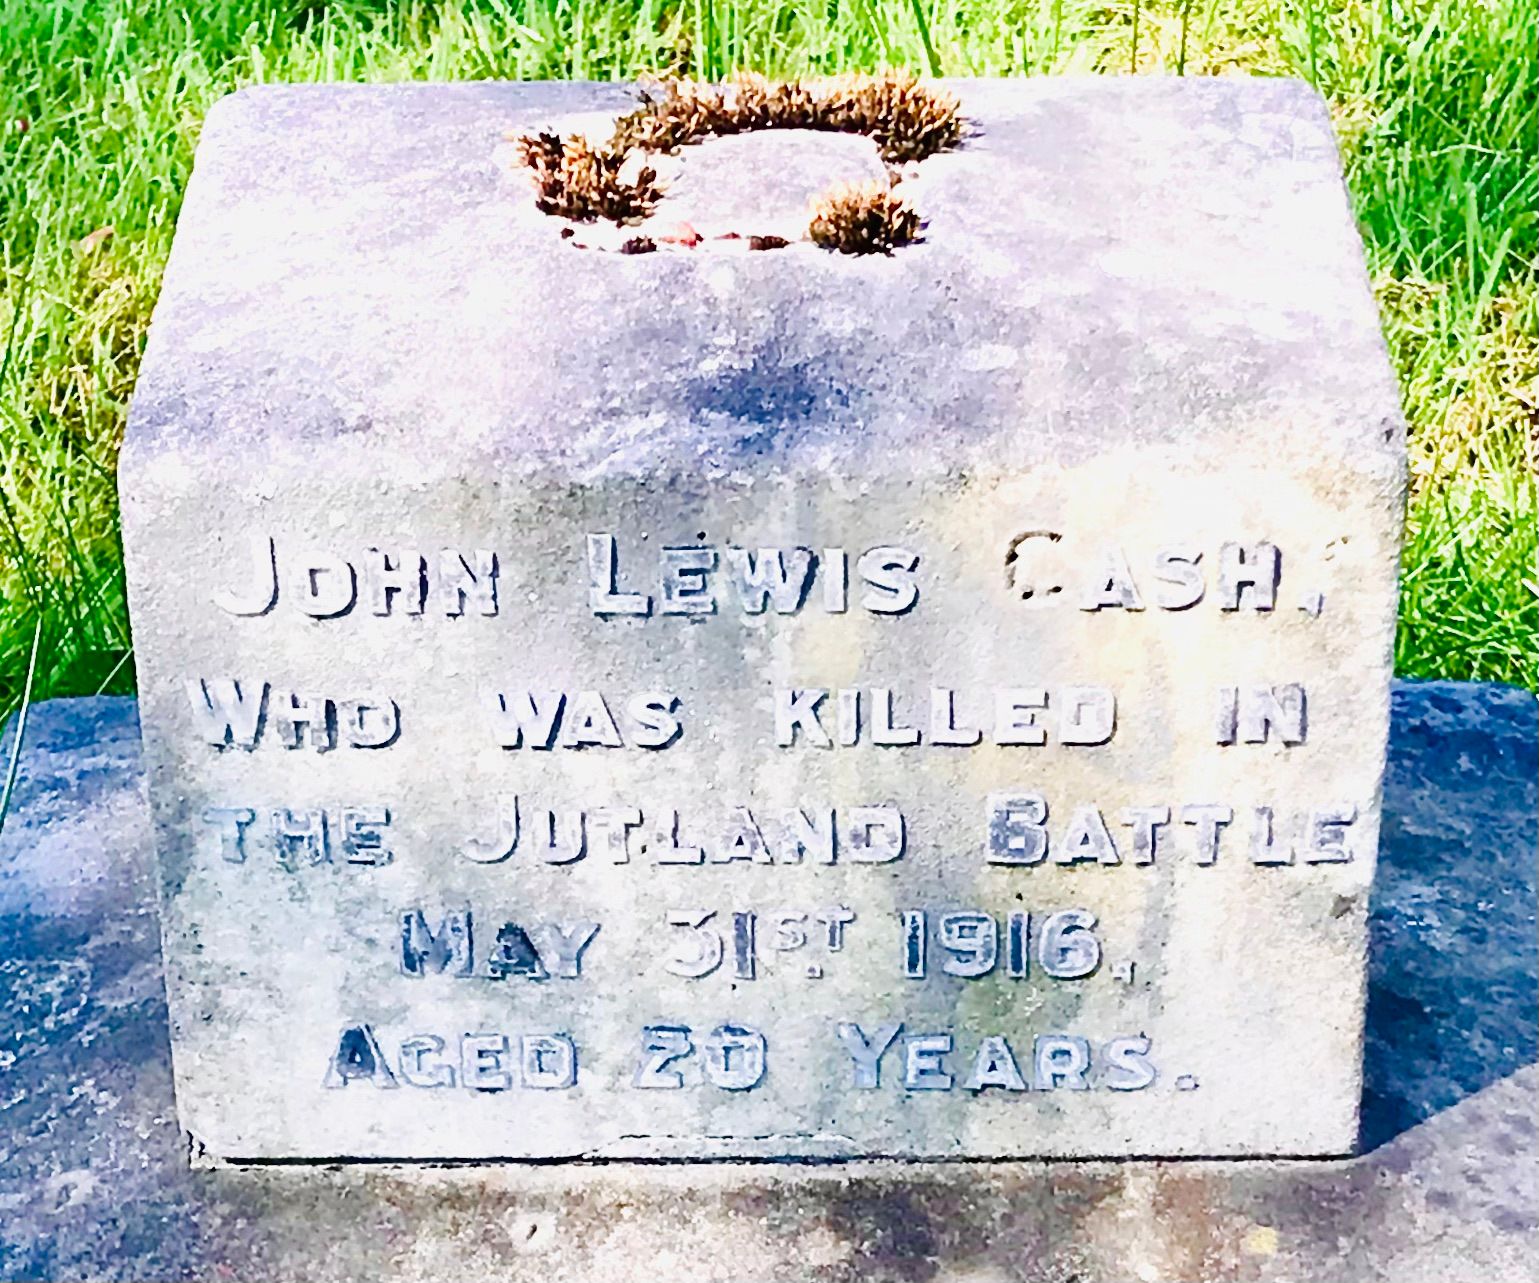 John Lewis Cash,
Who was killed in
the Jutland Battle
May 31st 1916,
Aged 20 Years.